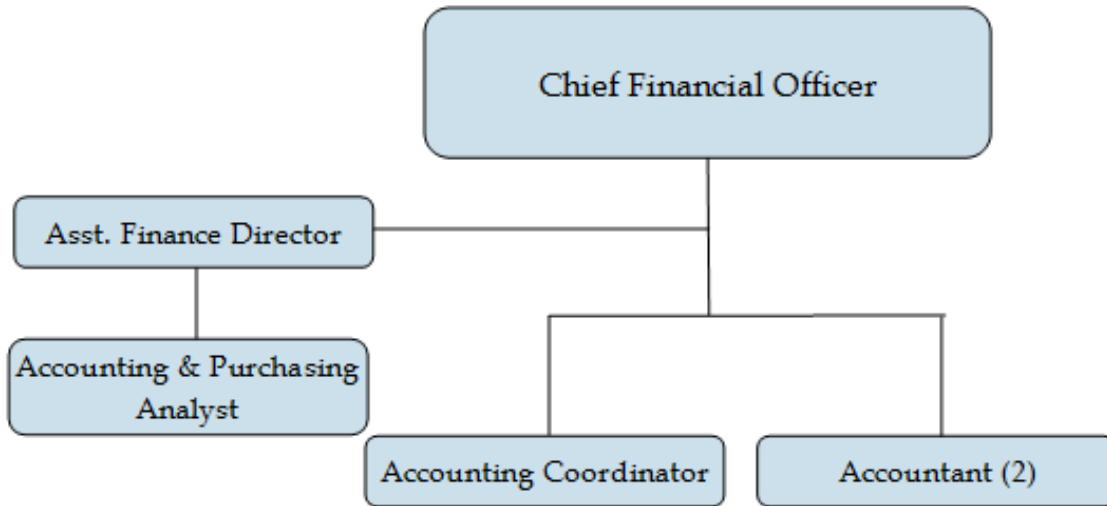 Chief Financial Officer
Asst. Finance Director
Accounting & Purchasing
Analyst
Accounting Coordinator
Accountant (2)